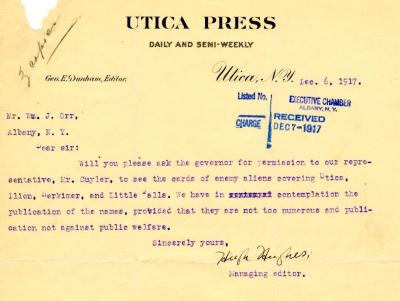 2 copies
UTICA PRESS
DAILY AND SEMI-WEEKLY
Geo. E. Dunham, Editor.
Utica, N.Y. Dec. 6, 1917.
Listed No.
EXECUTIVE CHAMBER
ALBANY, N.Y.
CHARGE
RECEIVED
DEC 7-1917
Mr. Wm. J. Orr,
Albany, N. Y.
Dear sir:
Will you please ask the governor for permission to our repre-
sentative, Mr. Cuyler, to see the cards of enemy aliens covering Utica,
Ilion, Herkimer, and Little Falls. We have in contemplation the
publication of the names, provided that they are not too numerous and publi-
cation not against public welfare.
Sincerely yours,
Hugh Hughes.
Managing editor.